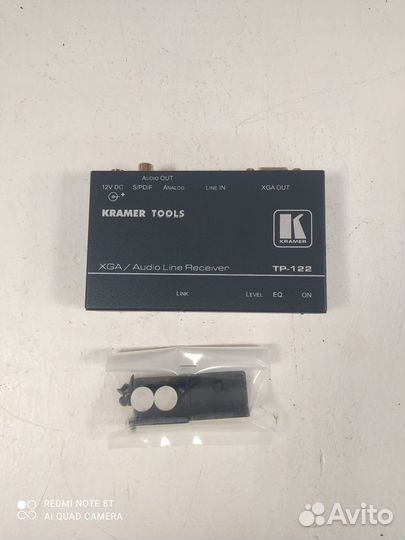 AUDIO OUT
12V DC S/PDIF ANALOG LINE IN XGA OUT
KRAMER TOOLS
K
KRAMER
XGA / Audio Line Receiver TP-122
LINK LEVEL EQ. ON
REDMI NOTE 8T
AI QUAD CAMERA
Avito